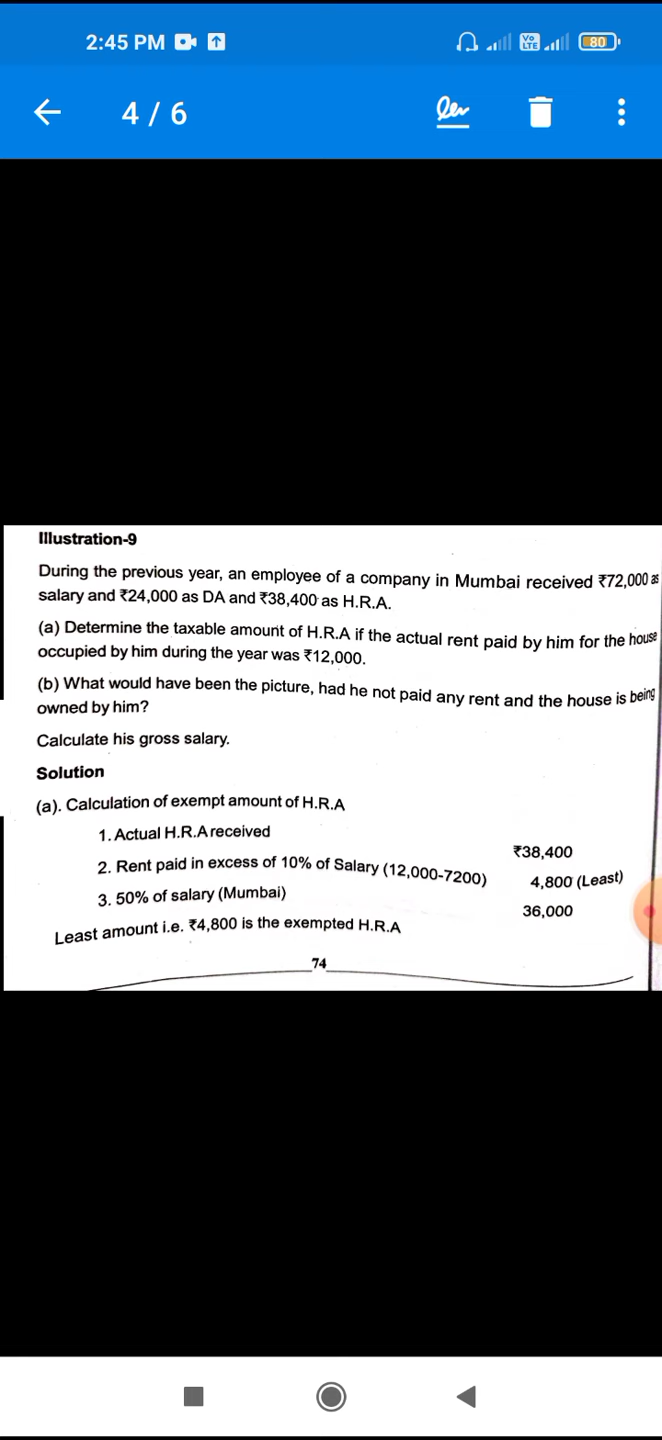 2:45 PM
Vo
LTE
80
4 / 6
Illustration-9
During the previous year, an employee of a company in Mumbai received ₹72,000 as
salary and ₹24,000 as DA and ₹38,400 as H.R.A.
(a) Determine the taxable amount of H.R.A if the actual rent paid by him for the house
occupied by him during the year was ₹12,000.
(b) What would have been the picture, had he not paid any rent and the house is being
owned by him?
Calculate his gross salary.
Solution
(a). Calculation of exempt amount of H.R.A
1. Actual H.R.A received ₹38,400
2. Rent paid in excess of 10% of Salary (12,000-7200) 4,800 (Least)
3. 50% of salary (Mumbai) 36,000
Least amount i.e. ₹4,800 is the exempted H.R.A
74